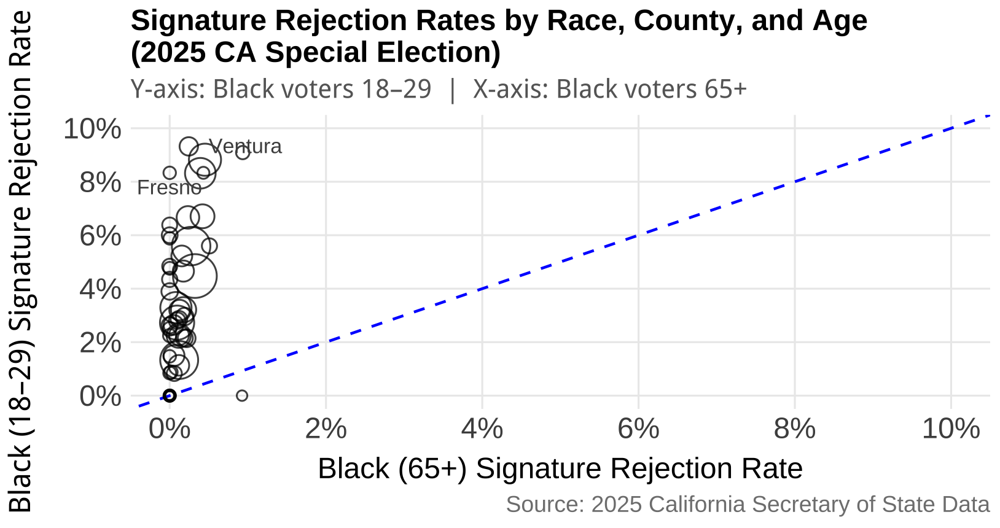 Signature Rejection Rates by Race, County, and Age
(2025 CA Special Election)
Y-axis: Black voters 18–29 | X-axis: Black voters 65+
Black (18–29) Signature Rejection Rate
10%
8%
6%
4%
2%
0%
Ventura
Fresno
0%
2%
4%
6%
8%
10%
Black (65+) Signature Rejection Rate
Source: 2025 California Secretary of State Data